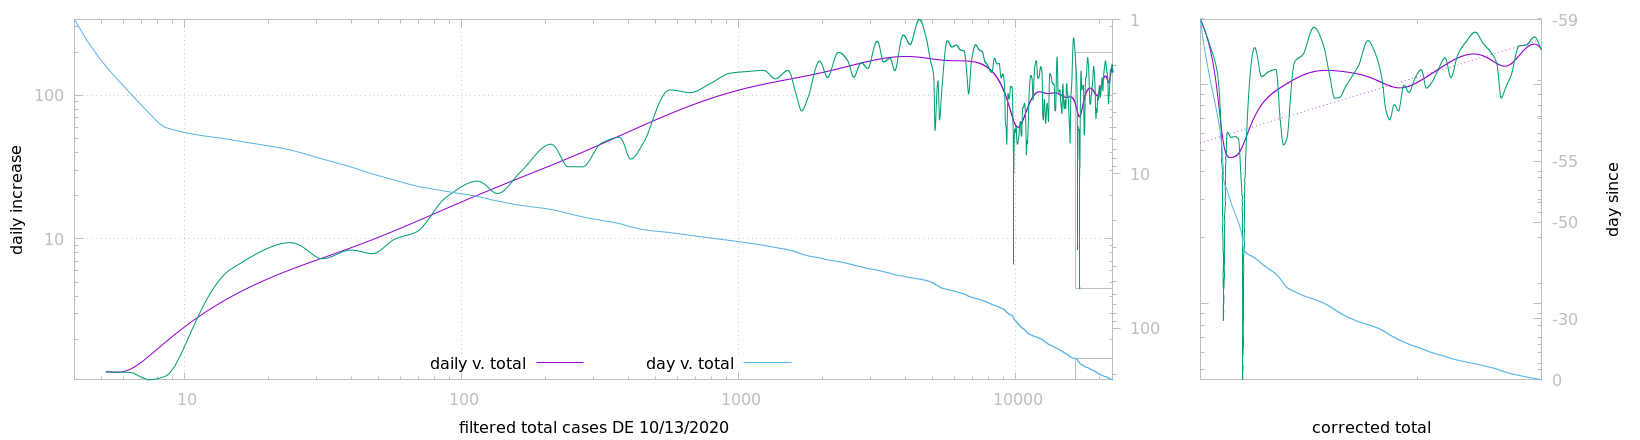 daily increase
100
10
daily v. total
day v. total
10
100
1000
10000
filtered total cases DE 10/13/2020
1
10
100
-59
-55
-50
-30
0
day since
corrected total